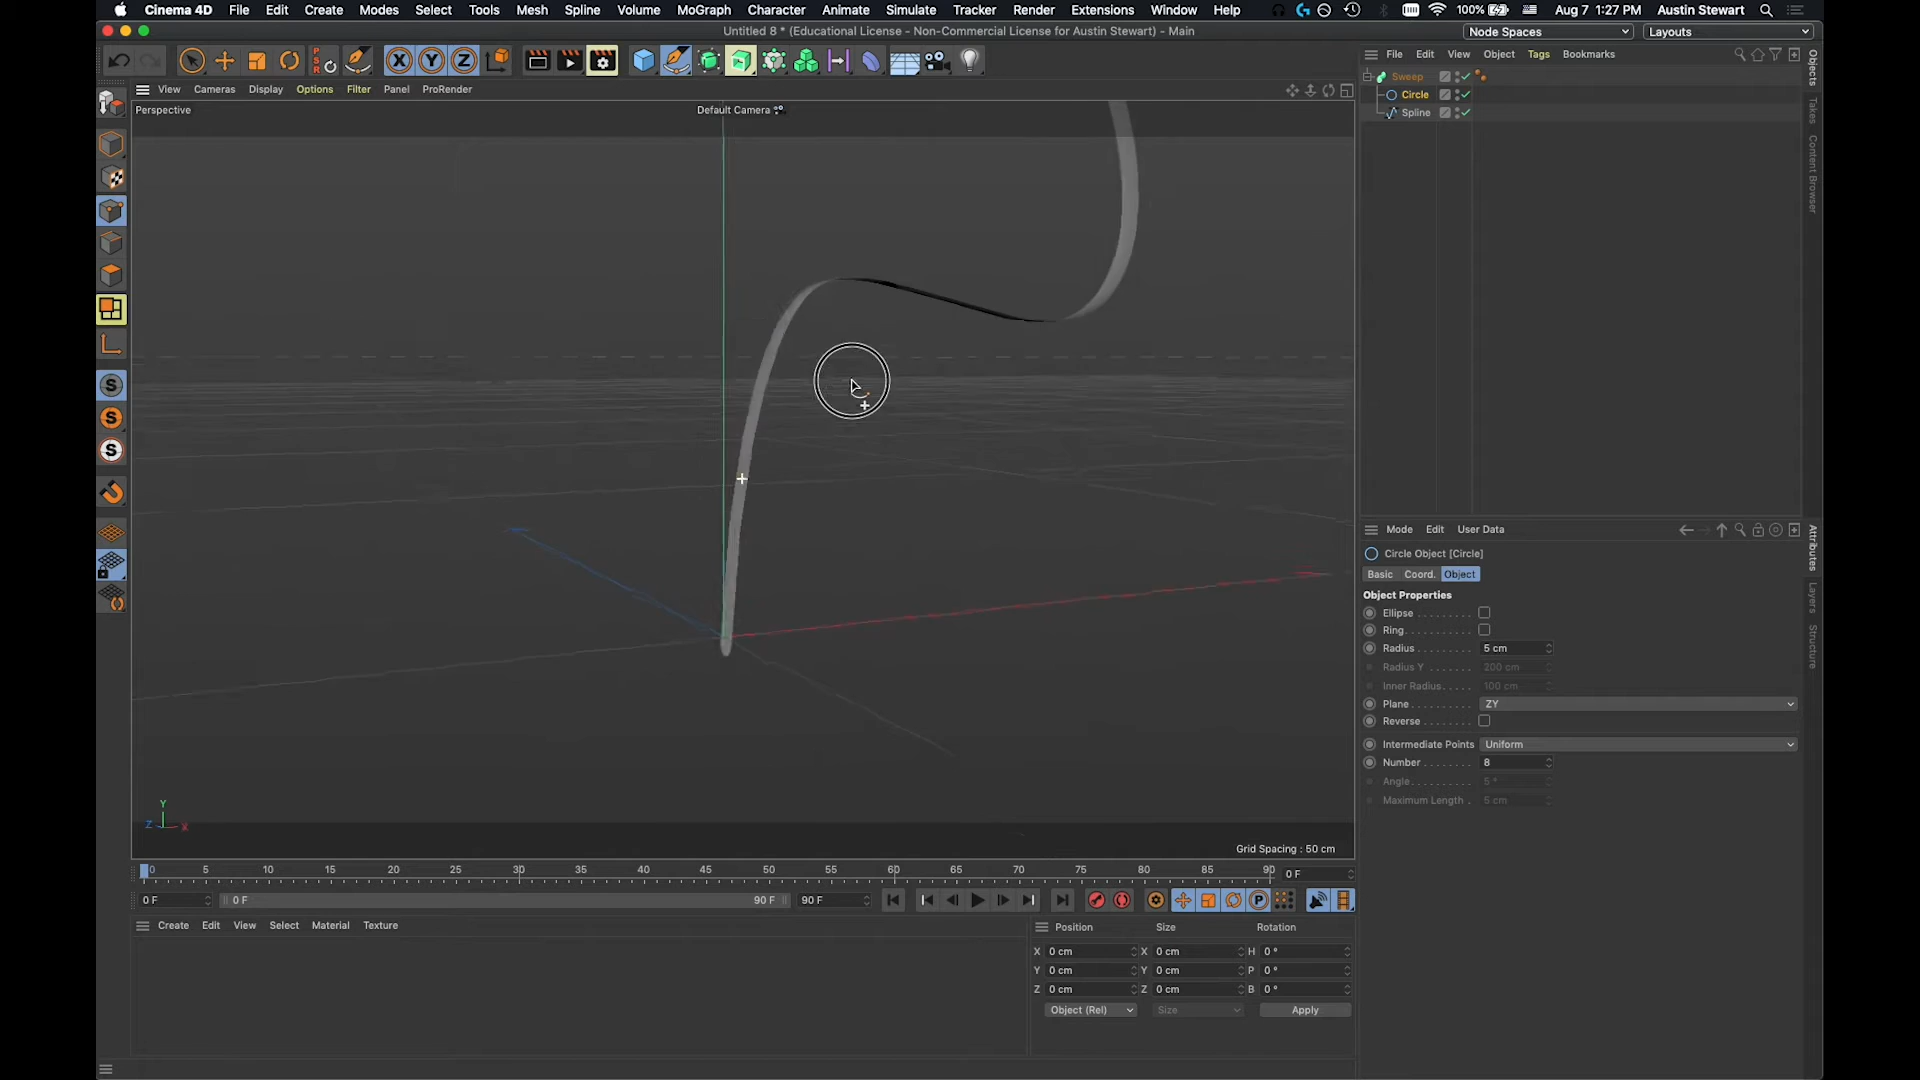 Cinema 4D File Edit Create Modes Select Tools Mesh Spline Volume MoGraph Character Animate Simulate Tracker Render Extensions Window Help 100% Aug 7 1:27 PM Austin Stewart
Untitled 8 * (Educational License - Non-Commercial License for Austin Stewart) - Main
Node Spaces Layouts
PSR X Y Z
File Edit View Object Tags Bookmarks
View Cameras Display Options Filter Panel ProRender
Perspective
Default Camera
Sweep
Circle
Spline
Objects
Takes
Content Browser
S
S
S
Mode Edit User Data
Circle Object [Circle]
Basic Coord. Object
Object Properties
Ellipse
Ring
Radius 5 cm
Radius Y 200 cm
Inner Radius 100 cm
Plane ZY
Reverse
Intermediate Points Uniform
Number 8
Angle 5 °
Maximum Length 5 cm
Attributes
Layers
Structure
Y
Z X
Grid Spacing : 50 cm
0 5 10 15 20 25 30 35 40 45 50 55 60 65 70 75 80 85 90 0 F
0 F 0 F 90 F 90 F P
Create Edit View Select Material Texture
Position Size Rotation
X 0 cm X 0 cm H 0 °
Y 0 cm Y 0 cm P 0 °
Z 0 cm Z 0 cm B 0 °
Object (Rel) Size Apply